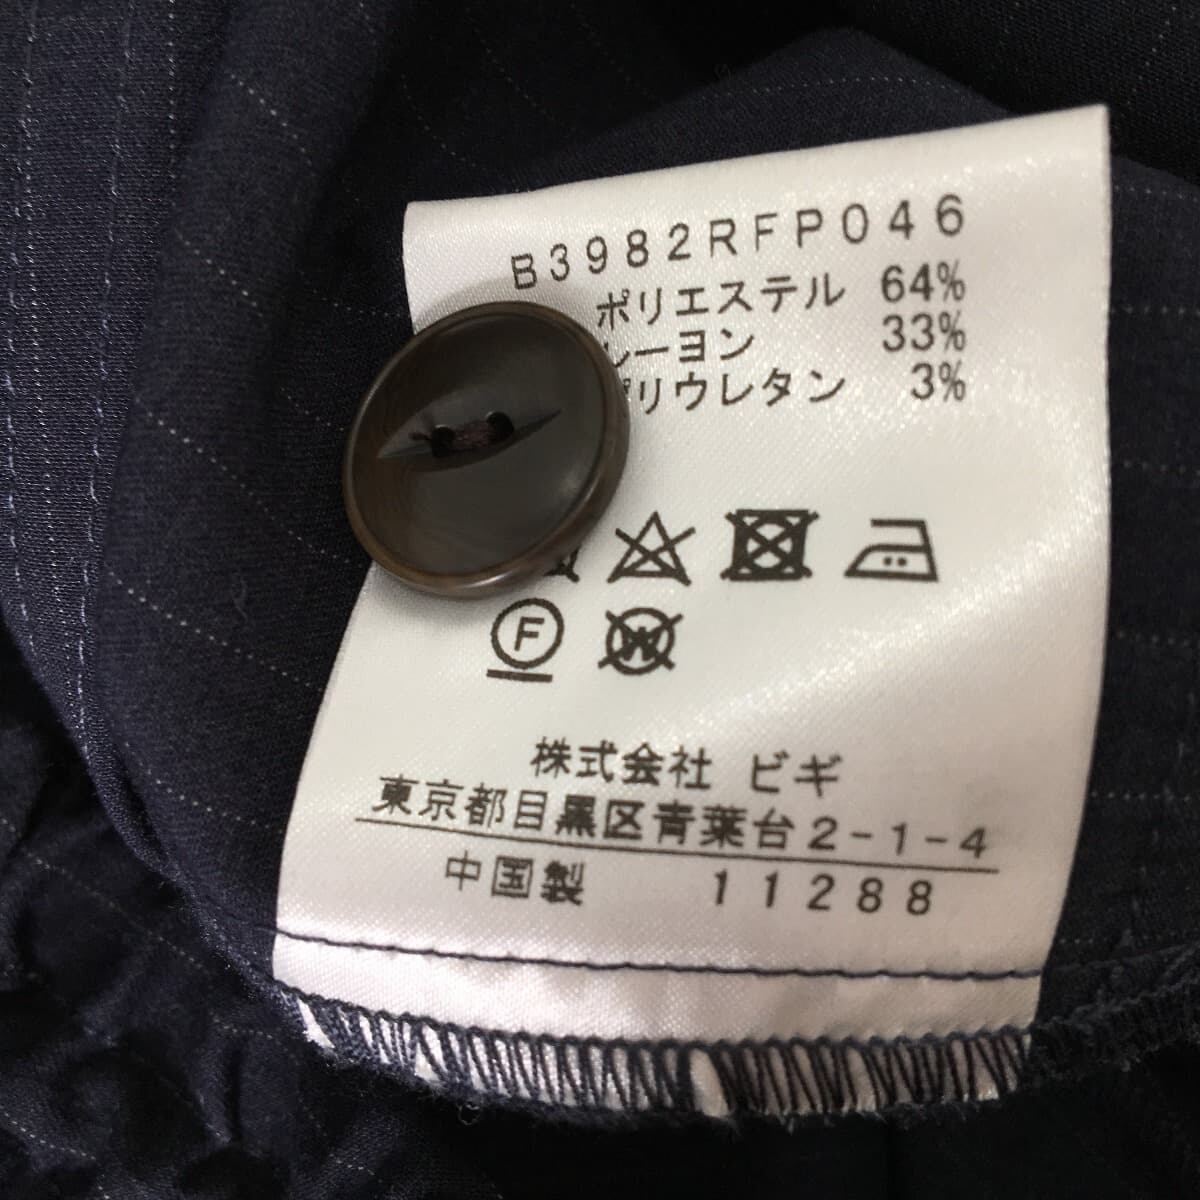 B3982RFP046
ポリエステル 64%
レーヨン 33%
ポリウレタン 3%
F
W
株式会社 ビギ
東京都目黒区青葉台2-1-4
中国製 11288